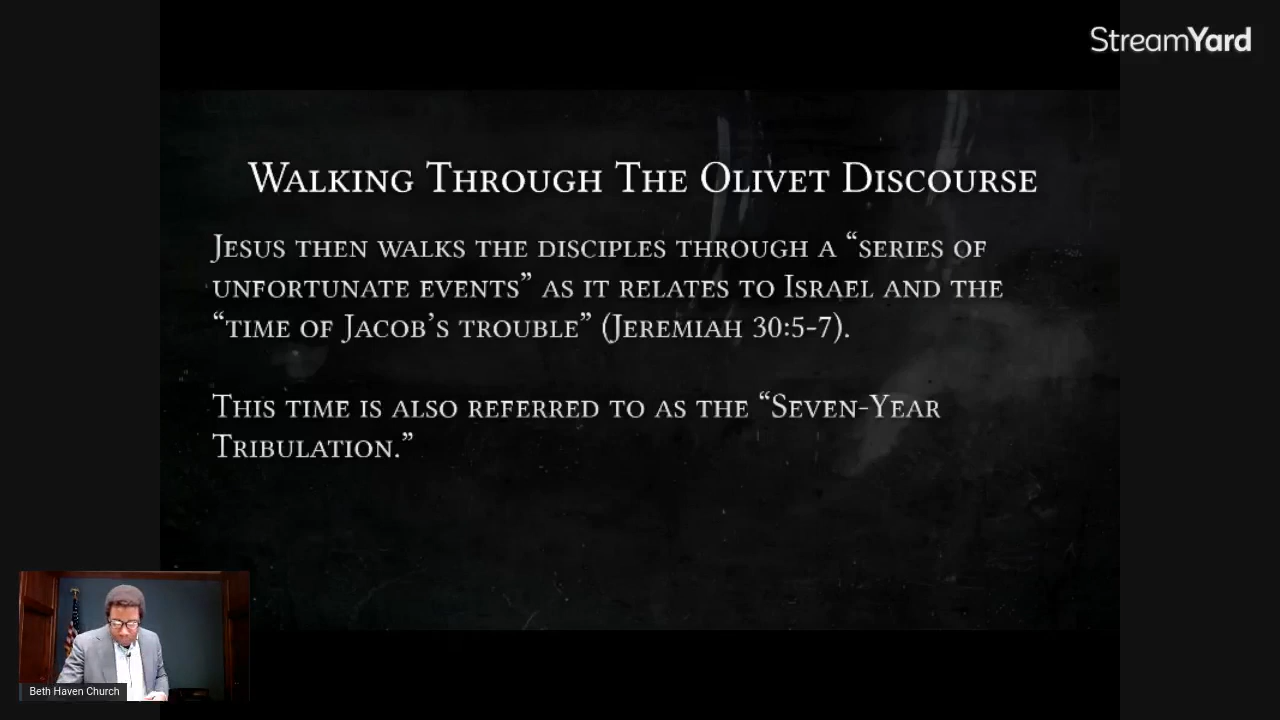 StreamYard
Walking Through The Olivet Discourse
Jesus then walks the disciples through a “series of
unfortunate events” as it relates to Israel and the
“time of Jacob’s trouble” (Jeremiah 30:5-7).
This time is also referred to as the “Seven-Year
Tribulation.”
Beth Haven Church